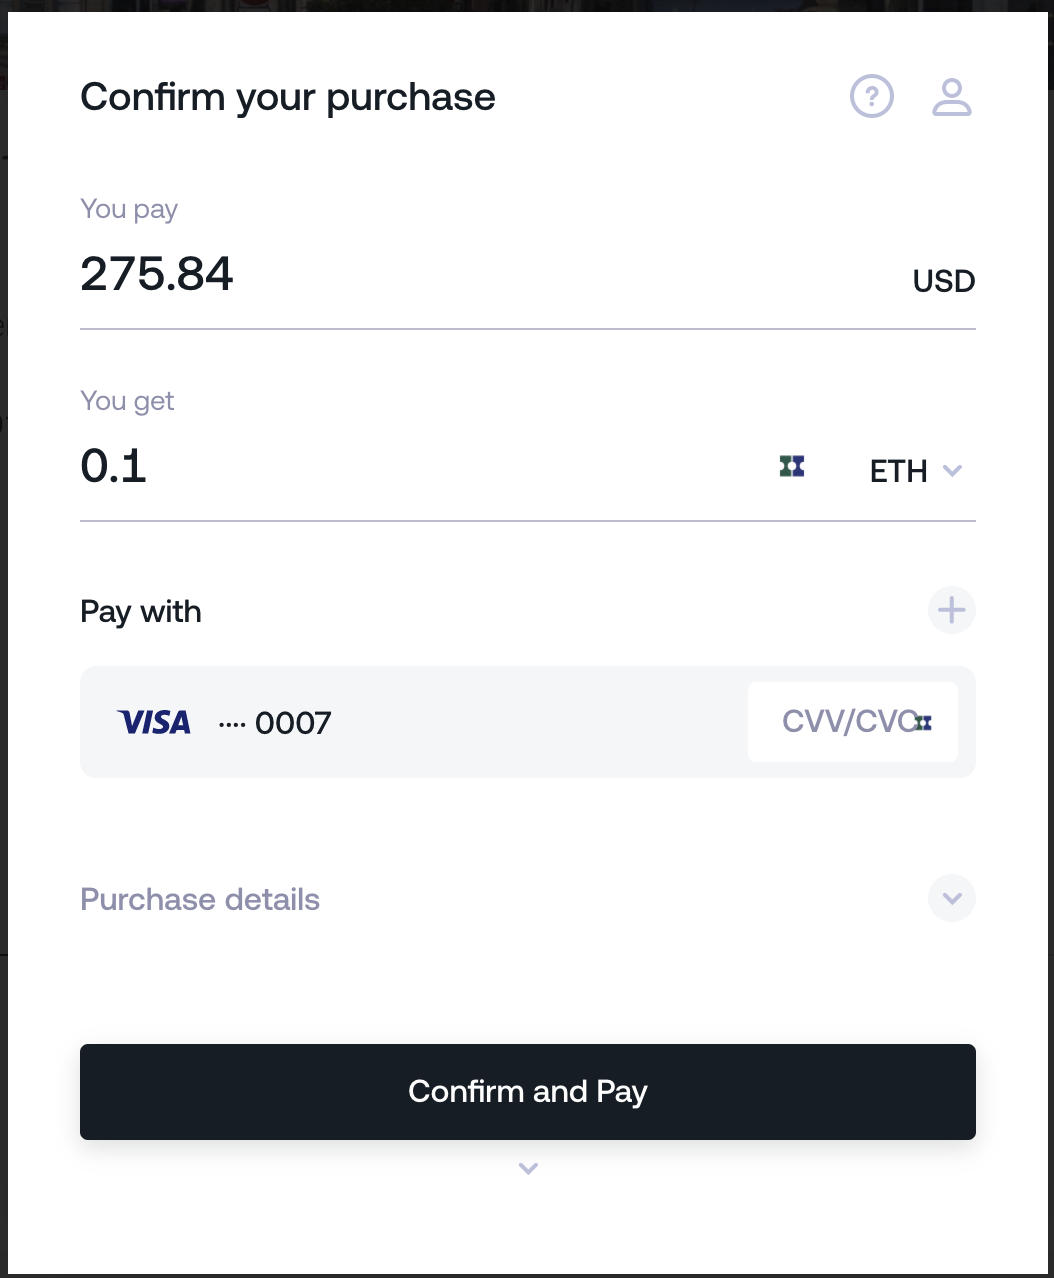 Confirm your purchase
?
You pay
275.84 USD
You get
0.1 ETH
Pay with
VISA ···· 0007 CVV/CVC
Purchase details
Confirm and Pay